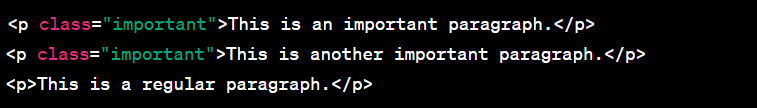 <p class="important">This is an important paragraph.</p>
<p class="important">This is another important paragraph.</p>
<p>This is a regular paragraph.</p>